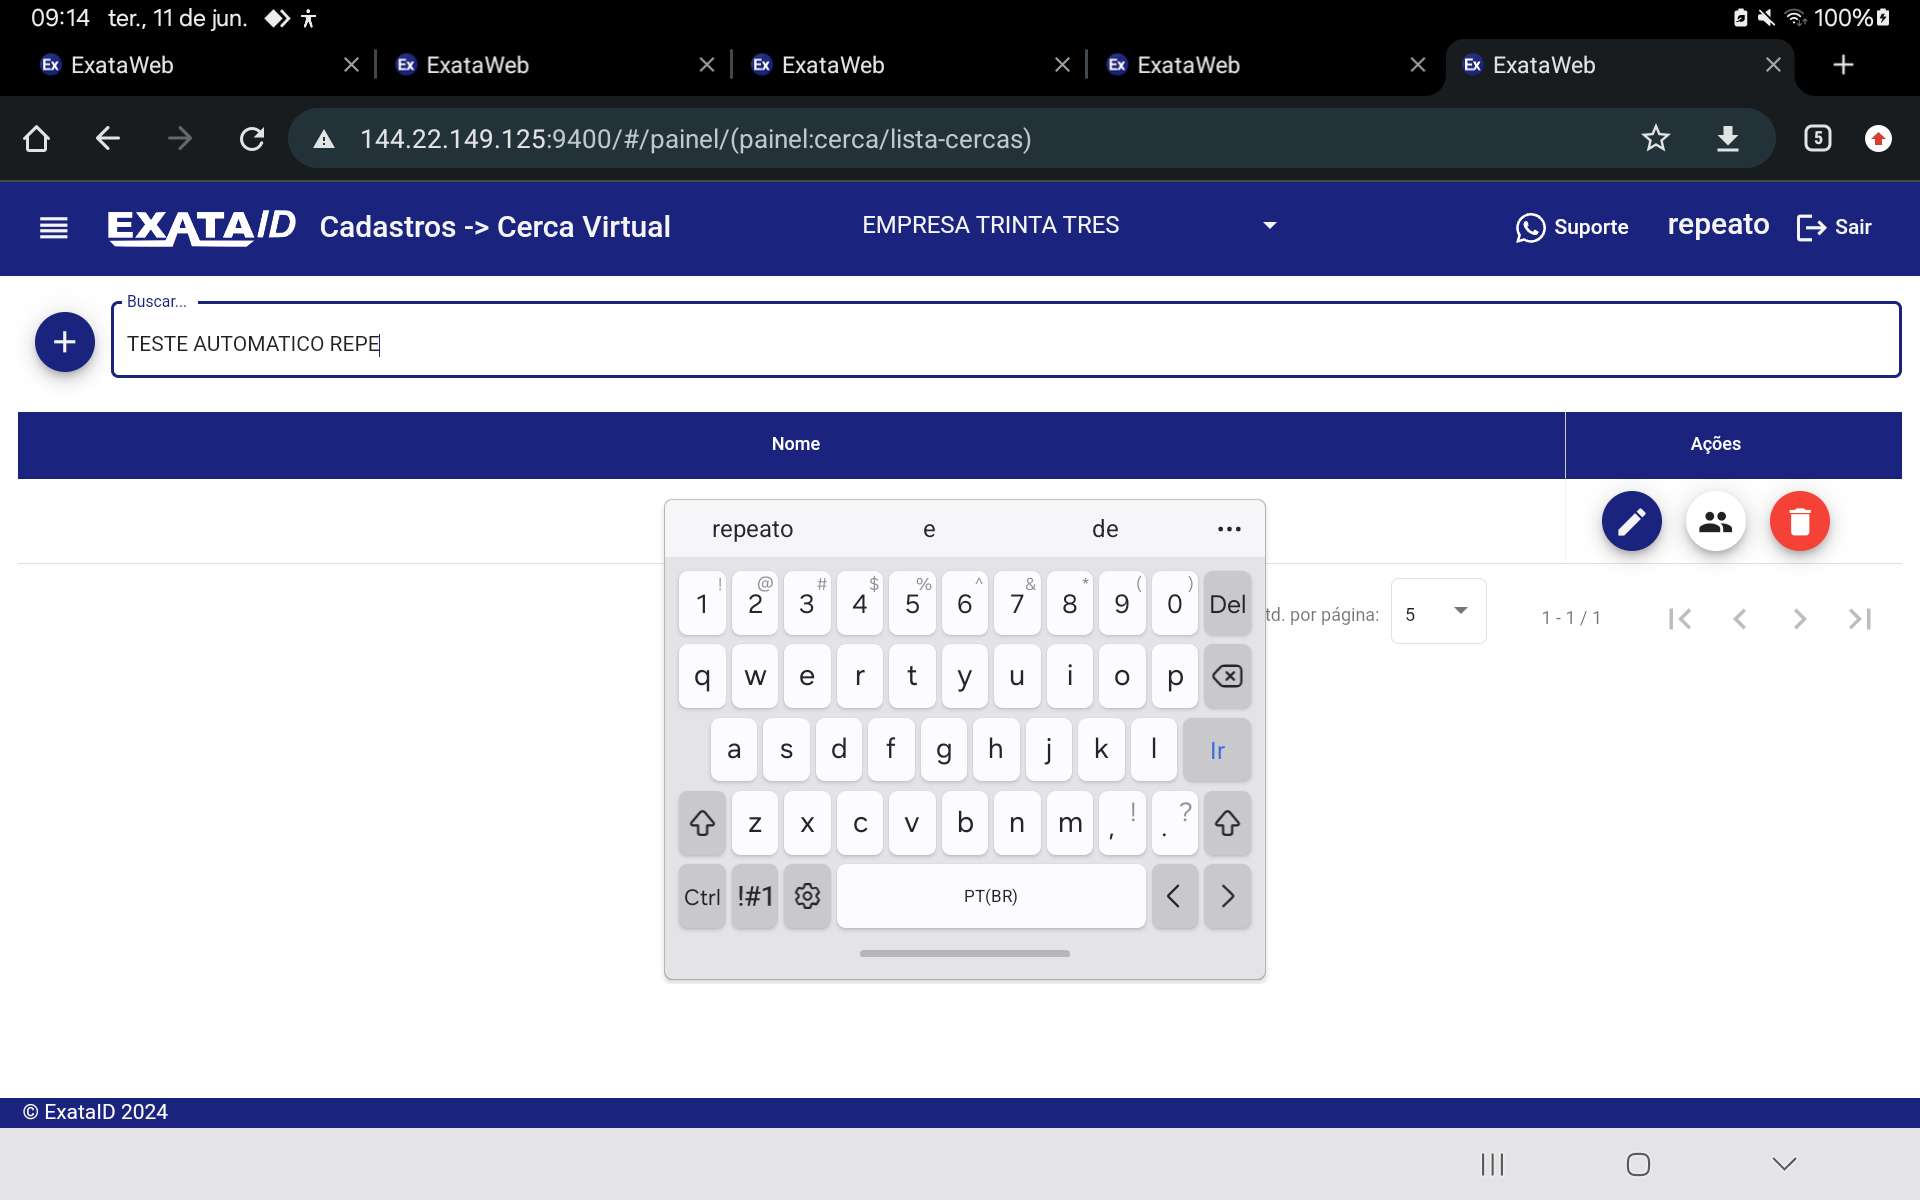 09:14 ter., 11 de jun. 100%
Ex ExataWeb Ex ExataWeb Ex ExataWeb Ex ExataWeb Ex ExataWeb
144.22.149.125:9400/#/painel/(painel:cerca/lista-cercas) 5
EXATA/D Cadastros -> Cerca Virtual EMPRESA TRINTA TRES Suporte repeato Sair
Buscar...
TESTE AUTOMATICO REPE
Nome Ações
repeato e de ...
! @ # $ % ^ & * ( )
1 2 3 4 5 6 7 8 9 0 Del
td. por página: 5 1 - 1 / 1
q w e r t y u i o p
a s d f g h j k l Ir
z x c v b n m , ! . ?
Ctrl !#1 PT(BR) < >
© ExataID 2024